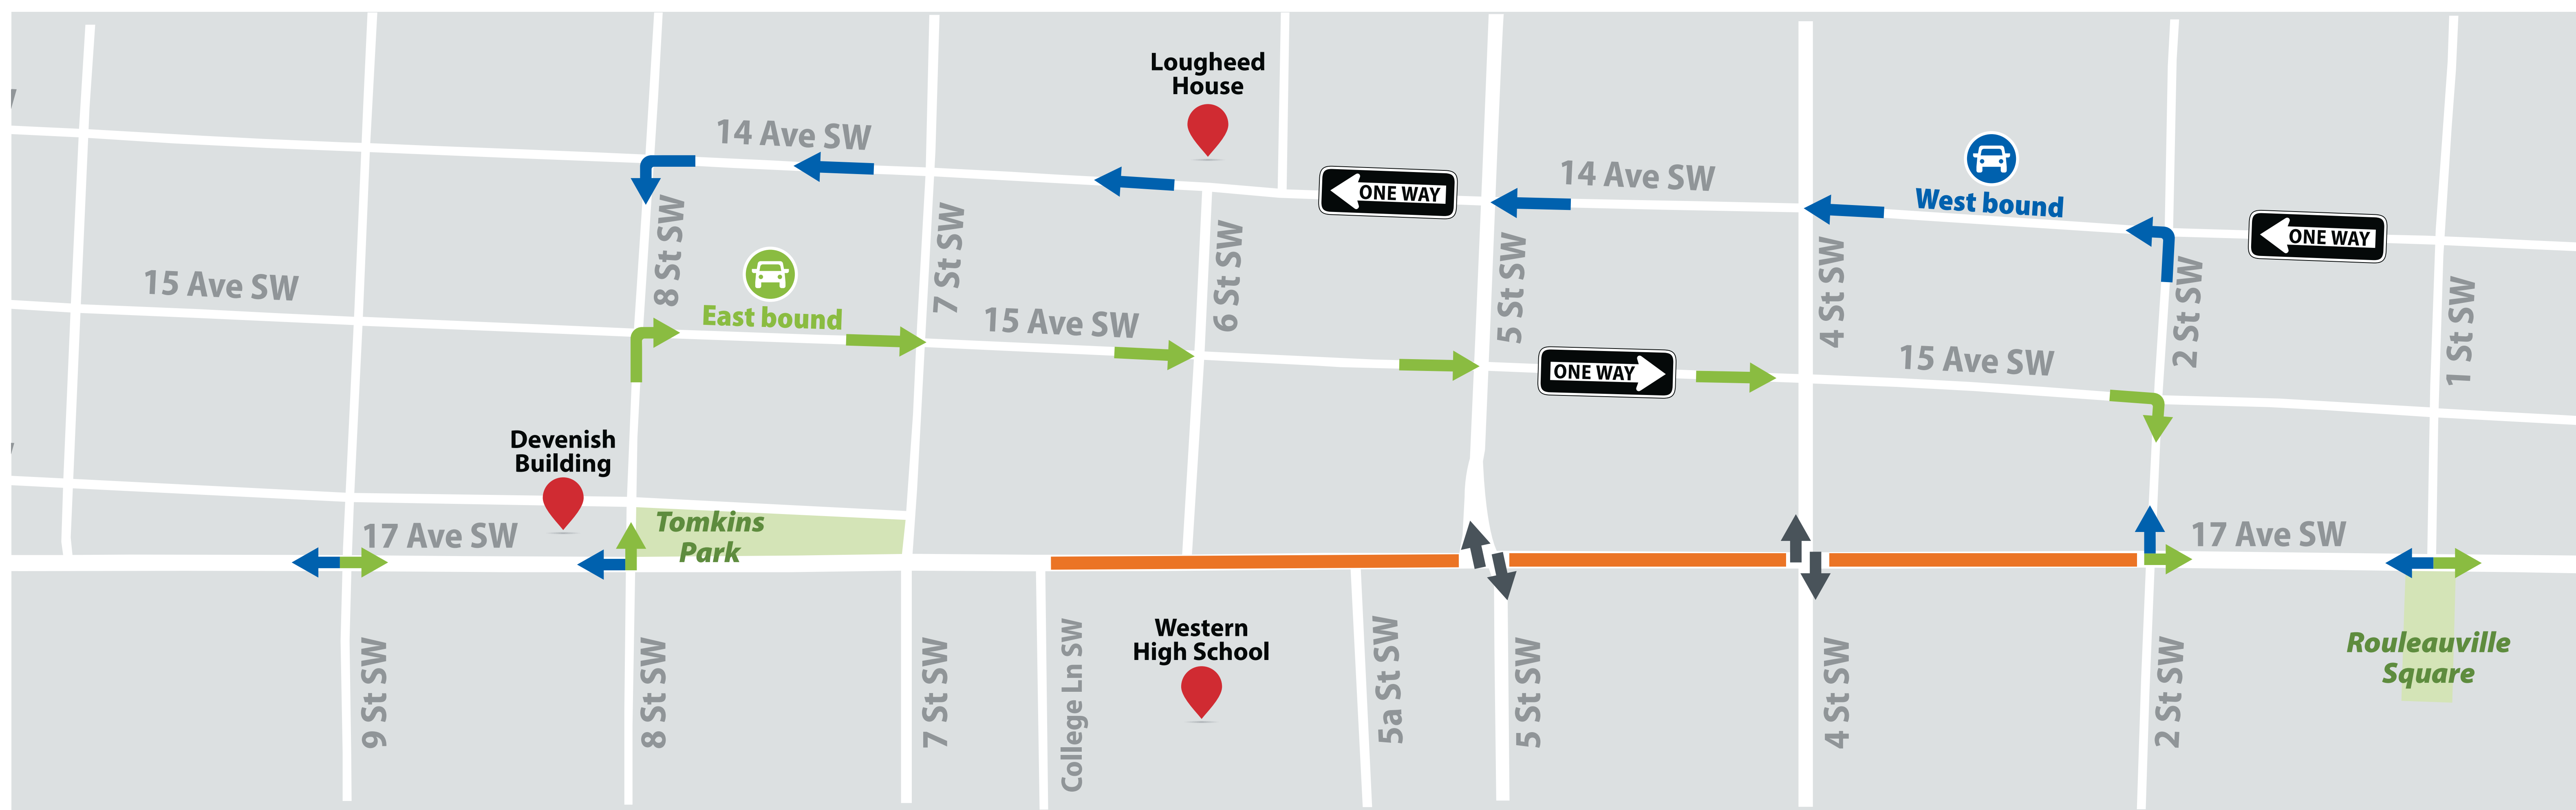 Lougheed
House
14 Ave SW
14 Ave SW
ONE WAY
West bound
ONE WAY
8 St SW
7 St SW
6 St SW
5 St SW
4 St SW
2 St SW
1 St SW
15 Ave SW
East bound
15 Ave SW
ONE WAY
15 Ave SW
Devenish
Building
17 Ave SW
Tomkins
Park
17 Ave SW
9 St SW
8 St SW
7 St SW
College Ln SW
Western
High School
5a St SW
5 St SW
4 St SW
2 St SW
Rouleauville
Square